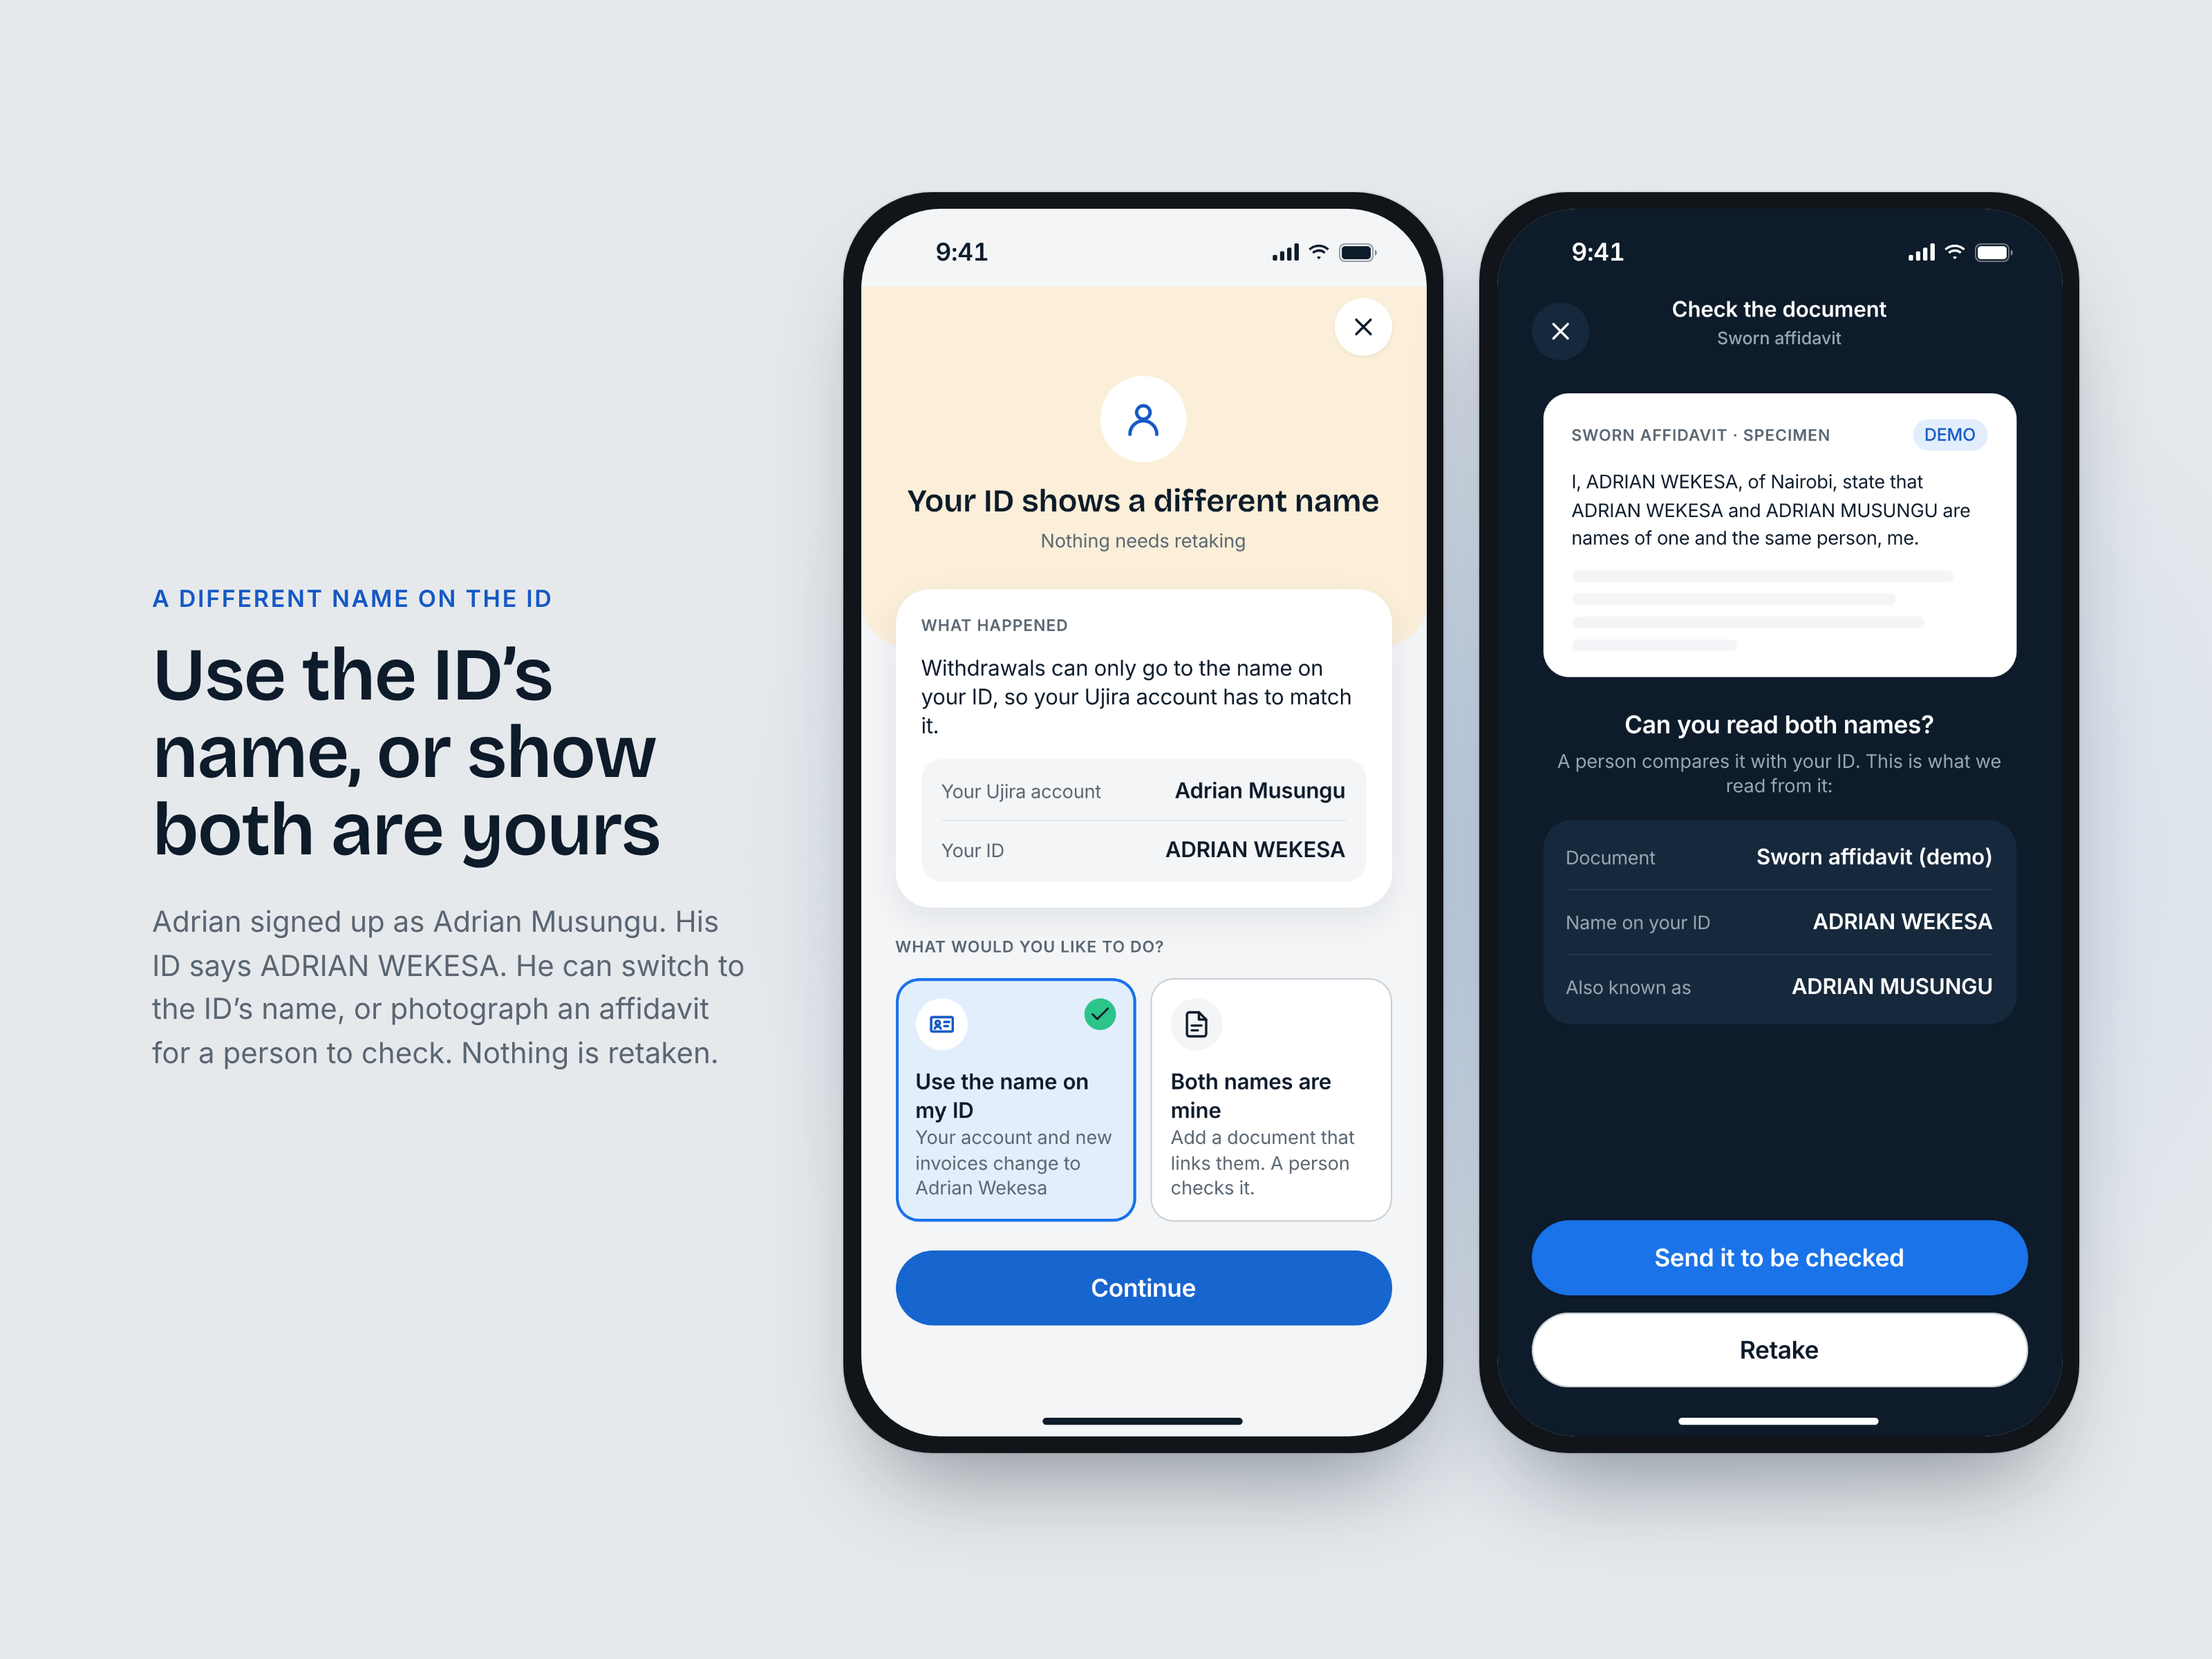 A DIFFERENT NAME ON THE ID
Use the ID’s
name, or show
both are yours
Adrian signed up as Adrian Musungu. His
ID says ADRIAN WEKESA. He can switch to
the ID’s name, or photograph an affidavit
for a person to check. Nothing is retaken.
9:41
Your ID shows a different name
Nothing needs retaking
WHAT HAPPENED
Withdrawals can only go to the name on
your ID, so your Ujira account has to match
it.
Your Ujira account Adrian Musungu
Your ID ADRIAN WEKESA
WHAT WOULD YOU LIKE TO DO?
Use the name on
my ID
Your account and new
invoices change to
Adrian Wekesa
Both names are
mine
Add a document that
links them. A person
checks it.
Continue
9:41
Check the document
Sworn affidavit
SWORN AFFIDAVIT · SPECIMEN DEMO
I, ADRIAN WEKESA, of Nairobi, state that
ADRIAN WEKESA and ADRIAN MUSUNGU are
names of one and the same person, me.
Can you read both names?
A person compares it with your ID. This is what we
read from it:
Document Sworn affidavit (demo)
Name on your ID ADRIAN WEKESA
Also known as ADRIAN MUSUNGU
Send it to be checked
Retake